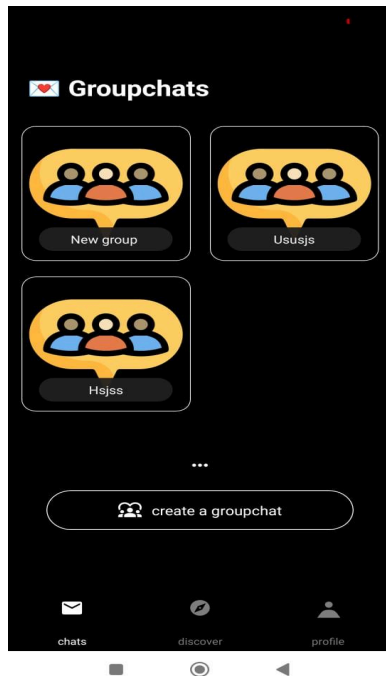 Groupchats
New group
Ususjs
Hsjss
...
create a groupchat
chats
discover
profile